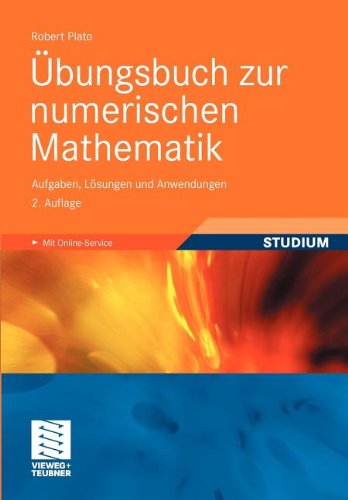 Robert Plato
Übungsbuch zur
numerischen
Mathematik
Aufgaben, Lösungen und Anwendungen
2. Auflage
Mit Online-Service
STUDIUM
VIEWEG+
TEUBNER